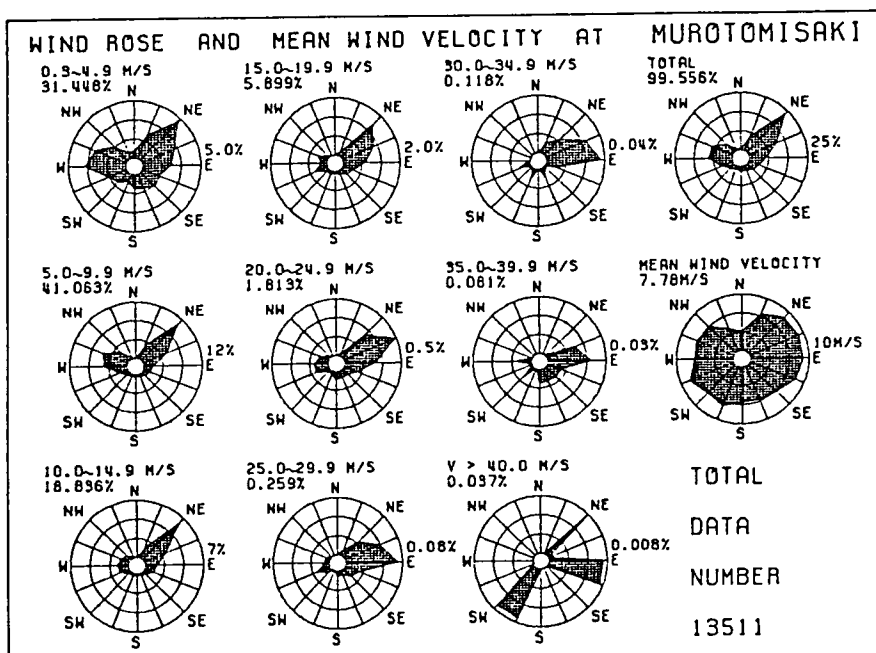 WIND ROSE AND MEAN WIND VELOCITY AT MUROTOMISAKI
0.3~4.9 M/S
31.448%
N
NE
5.0%
E
SE
S
SW
W
NW
15.0~19.9 M/S
5.899%
N
NE
2.0%
E
SE
S
SW
W
NW
30.0~34.9 M/S
0.118%
N
NE
0.04%
E
SE
S
SW
W
NW
TOTAL
99.556%
N
NE
25%
E
SE
S
SW
W
NW
5.0~9.9 M/S
41.063%
N
NE
12%
E
SE
S
SW
W
NW
20.0~24.9 M/S
1.813%
N
NE
0.5%
E
SE
S
SW
W
NW
35.0~39.9 M/S
0.081%
N
NE
0.03%
E
SE
S
SW
W
NW
MEAN WIND VELOCITY
7.78M/S
N
NE
10M/S
E
SE
S
SW
W
NW
10.0~14.9 M/S
18.836%
N
NE
7%
E
SE
S
SW
W
NW
25.0~29.9 M/S
0.259%
N
NE
0.08%
E
SE
S
SW
W
NW
V > 40.0 M/S
0.037%
N
NE
0.008%
E
SE
S
SW
W
NW
TOTAL
DATA
NUMBER
13511